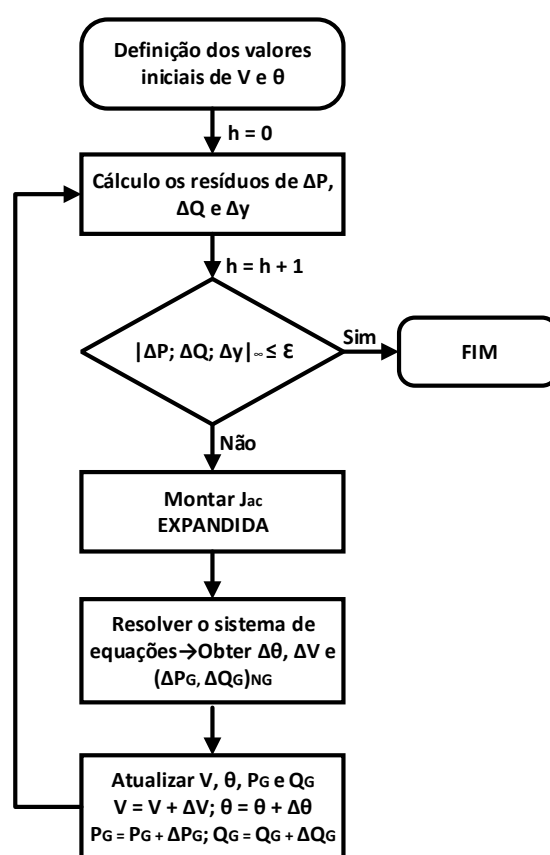 Definição dos valores
iniciais de V e θ
h = 0
Cálculo os resíduos de ΔP,
ΔQ e Δy
h = h + 1
|ΔP; ΔQ; Δy|∞ ≤ Ɛ
Sim
FIM
Não
Montar Jac
EXPANDIDA
Resolver o sistema de
equações→Obter Δθ, ΔV e
(ΔPG, ΔQG)NG
Atualizar V, θ, PG e QG
V = V + ΔV; θ = θ + Δθ
PG = PG + ΔPG; QG = QG + ΔQG